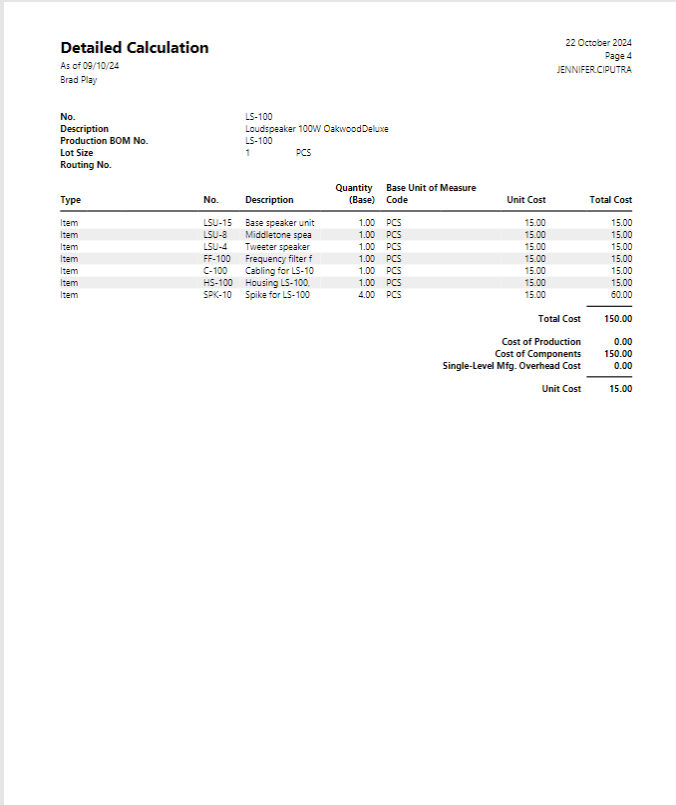 Detailed Calculation
22 October 2024
As of 09/10/24
Page 4
Brad Play
JENNIFER.CIPUTRA
No. LS-100
Description Loudspeaker 100W OakwoodDeluxe
Production BOM No. LS-100
Lot Size 1 PCS
Routing No.
Quantity Base Unit of Measure
Type No. Description (Base) Code Unit Cost Total Cost
Item LSU-15 Base speaker unit 1.00 PCS 15.00 15.00
Item LSU-8 Middletone spea 1.00 PCS 15.00 15.00
Item LSU-4 Tweeter speaker 1.00 PCS 15.00 15.00
Item FF-100 Frequency filter f 1.00 PCS 15.00 15.00
Item C-100 Cabling for LS-10 1.00 PCS 15.00 15.00
Item HS-100 Housing LS-100, 1.00 PCS 15.00 15.00
Item SPK-10 Spike for LS-100 4.00 PCS 15.00 60.00
Total Cost 150.00
Cost of Production 0.00
Cost of Components 150.00
Single-Level Mfg. Overhead Cost 0.00
Unit Cost 15.00